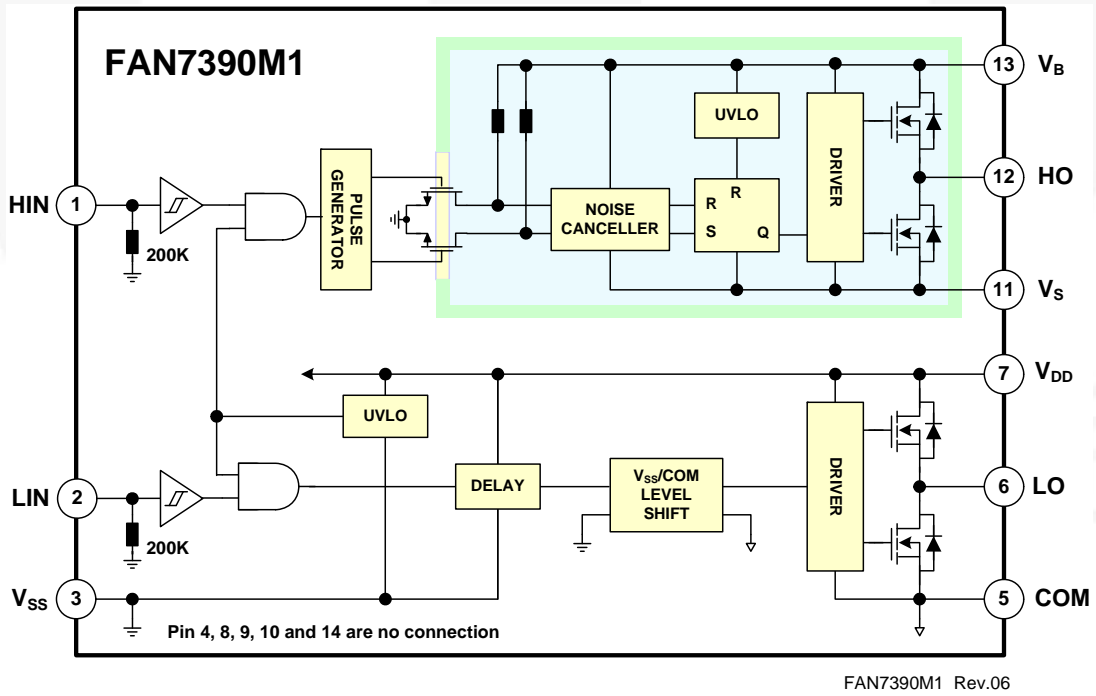 FAN7390M1
13 VB
UVLO
HIN 1
200K
PULSE GENERATOR
NOISE
CANCELLER
R
R
S Q
DRIVER
12 HO
11 VS
7 VDD
UVLO
LIN 2
200K
DELAY
VSS/COM
LEVEL
SHIFT
DRIVER
6 LO
VSS 3
5 COM
Pin 4, 8, 9, 10 and 14 are no connection
FAN7390M1 Rev.06